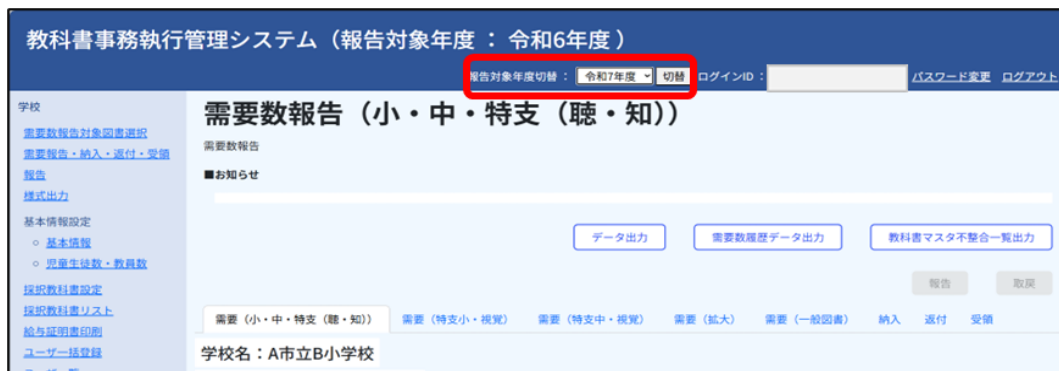 教科書事務執行管理システム（報告対象年度 ： 令和6年度 ）
報告対象年度切替 ： 令和7年度 切替 ログインID ： パスワード変更 ログアウト
学校
需要数報告対象図書選択
需要報告・納入・返付・受領
報告
様式出力
基本情報設定
基本情報
児童生徒数・教員数
採択教科書設定
採択教科書リスト
給与証明書印刷
ユーザ一括登録
需要数報告（小・中・特支（聴・知））
需要数報告
■お知らせ
データ出力 需要数履歴データ出力 教科書マスタ不整合一覧出力
報告 取戻
需要（小・中・特支（聴・知）） 需要（特支小・視覚） 需要（特支中・視覚） 需要（拡大） 需要（一般図書） 納入 返付 受領
学校名：A市立B小学校